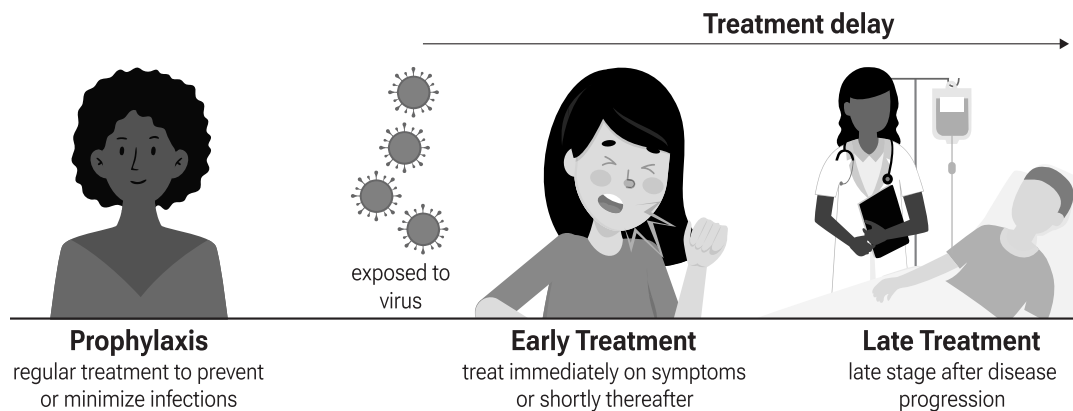 Treatment delay
exposed to
virus
Prophylaxis
regular treatment to prevent
or minimize infections
Early Treatment
treat immediately on symptoms
or shortly thereafter
Late Treatment
late stage after disease
progression